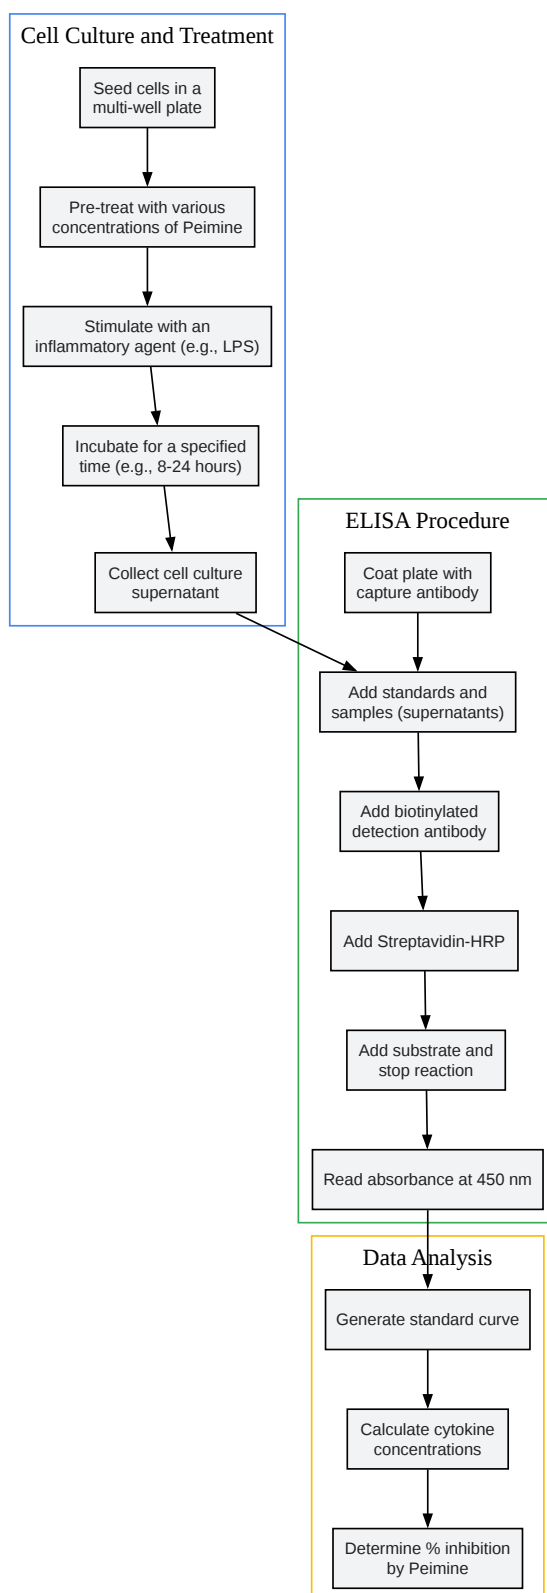 Cell Culture and Treatment
Seed cells in a
multi-well plate
Pre-treat with various
concentrations of Peimine
Stimulate with an
inflammatory agent (e.g., LPS)
Incubate for a specified
time (e.g., 8-24 hours)
Collect cell culture
supernatant
ELISA Procedure
Coat plate with
capture antibody
Add standards and
samples (supernatants)
Add biotinylated
detection antibody
Add Streptavidin-HRP
Add substrate and
stop reaction
Read absorbance at 450 nm
Data Analysis
Generate standard curve
Calculate cytokine
concentrations
Determine % inhibition
by Peimine